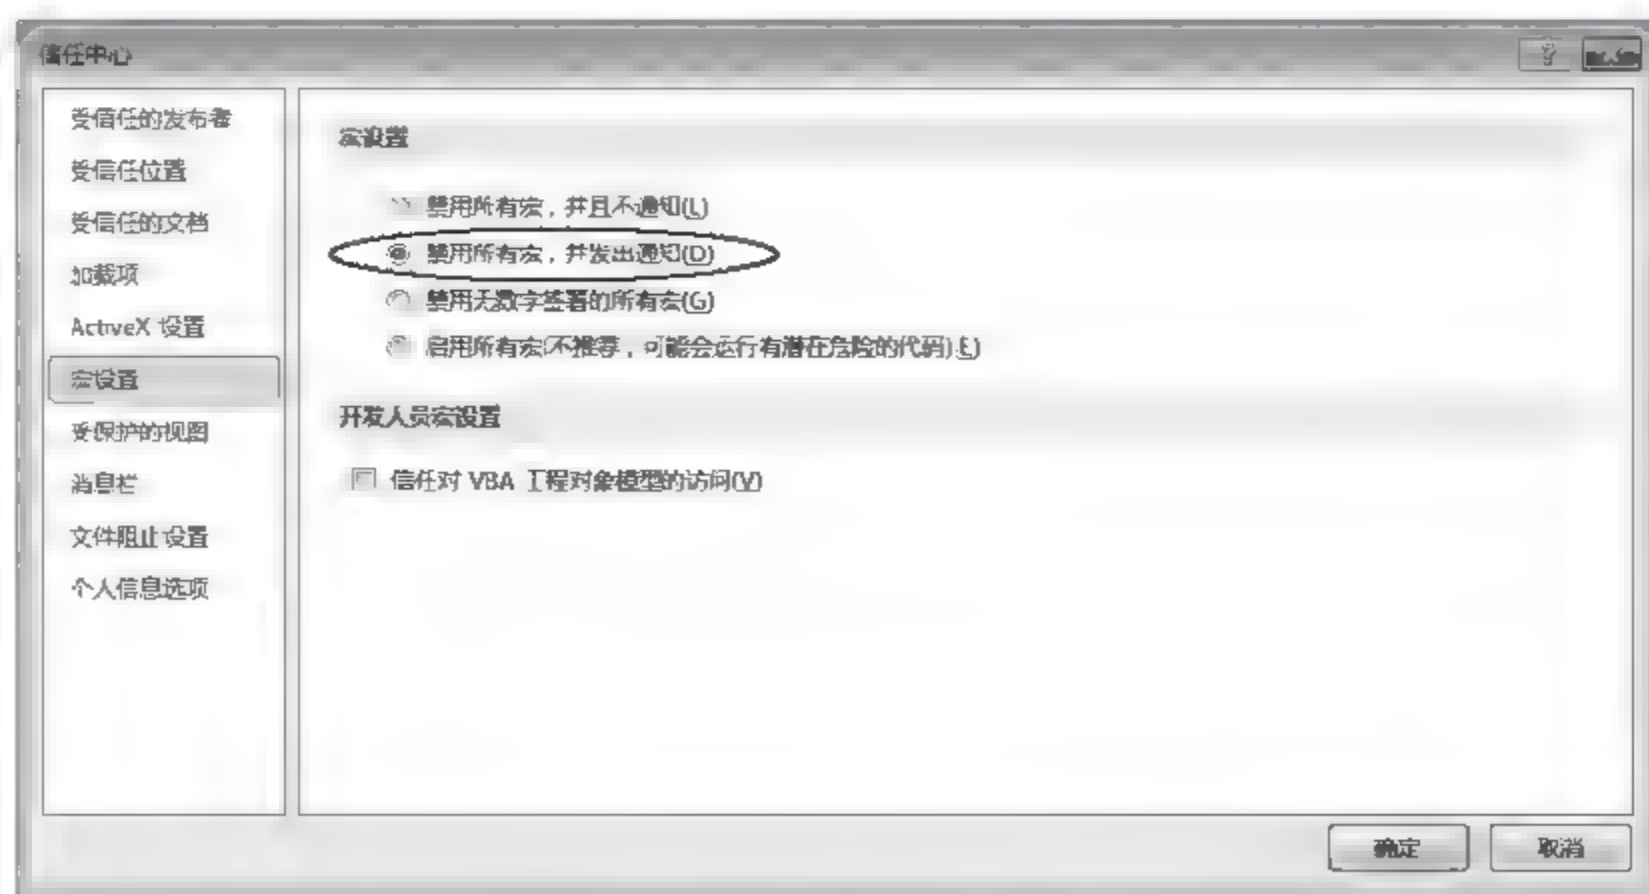 信任中心
受信任的发布者
受信任位置
受信任的文档
加载项
ActiveX 设置
宏设置
受保护的视图
消息栏
文件阻止设置
个人信息选项
宏设置
禁用所有宏，并且不通知(L)
禁用所有宏，并发出通知(D)
禁用无数字签署的所有宏(G)
启用所有宏(不推荐，可能会运行有潜在危险的代码)(E)
开发人员宏设置
信任对 VBA 工程对象模型的访问(V)
确定
取消